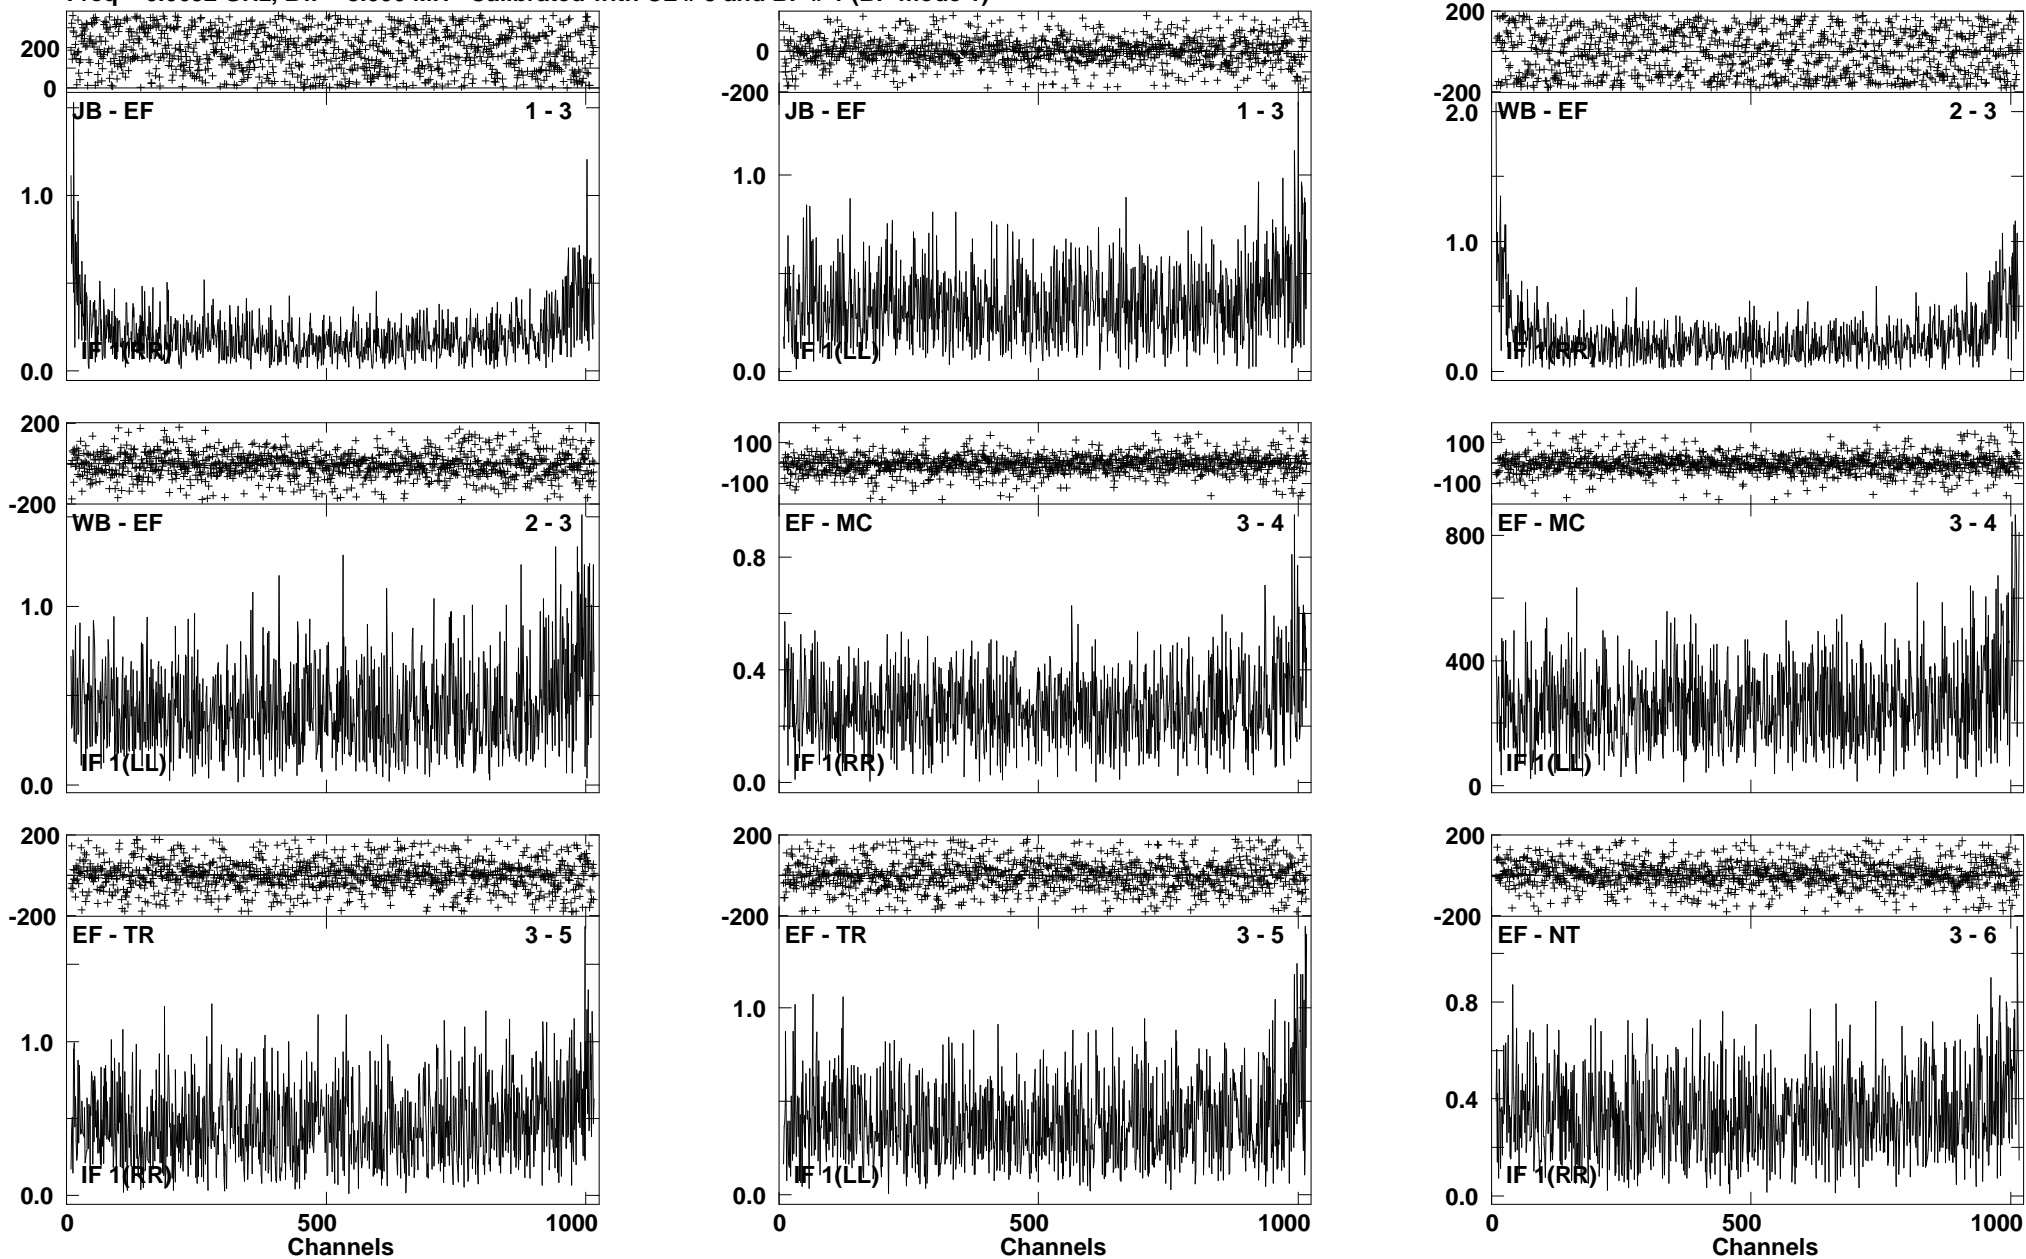 200
0
JB - EF 1 - 3
1.0
IF 1(RR)
0.0
0
-200
JB - EF 1 - 3
1.0
IF 1(LL)
0.0
200
-200
2.0
WB - EF 2 - 3
1.0
IF 1(RR)
0.0
200
-200
WB - EF 2 - 3
1.0
IF 1(LL)
0.0
100
-100
EF - MC 3 - 4
0.8
0.4
IF 1(RR)
0.0
100
-100
EF - MC 3 - 4
800
400
IF 1(LL)
0
200
-200
EF - TR 3 - 5
1.0
IF 1(RR)
0.0
0 500 1000
Channels
200
-200
EF - TR 3 - 5
1.0
IF 1(LL)
0.0
0 500 1000
Channels
200
-200
EF - NT 3 - 6
0.8
0.4
IF 1(RR)
0.0
0 500 1000
Channels